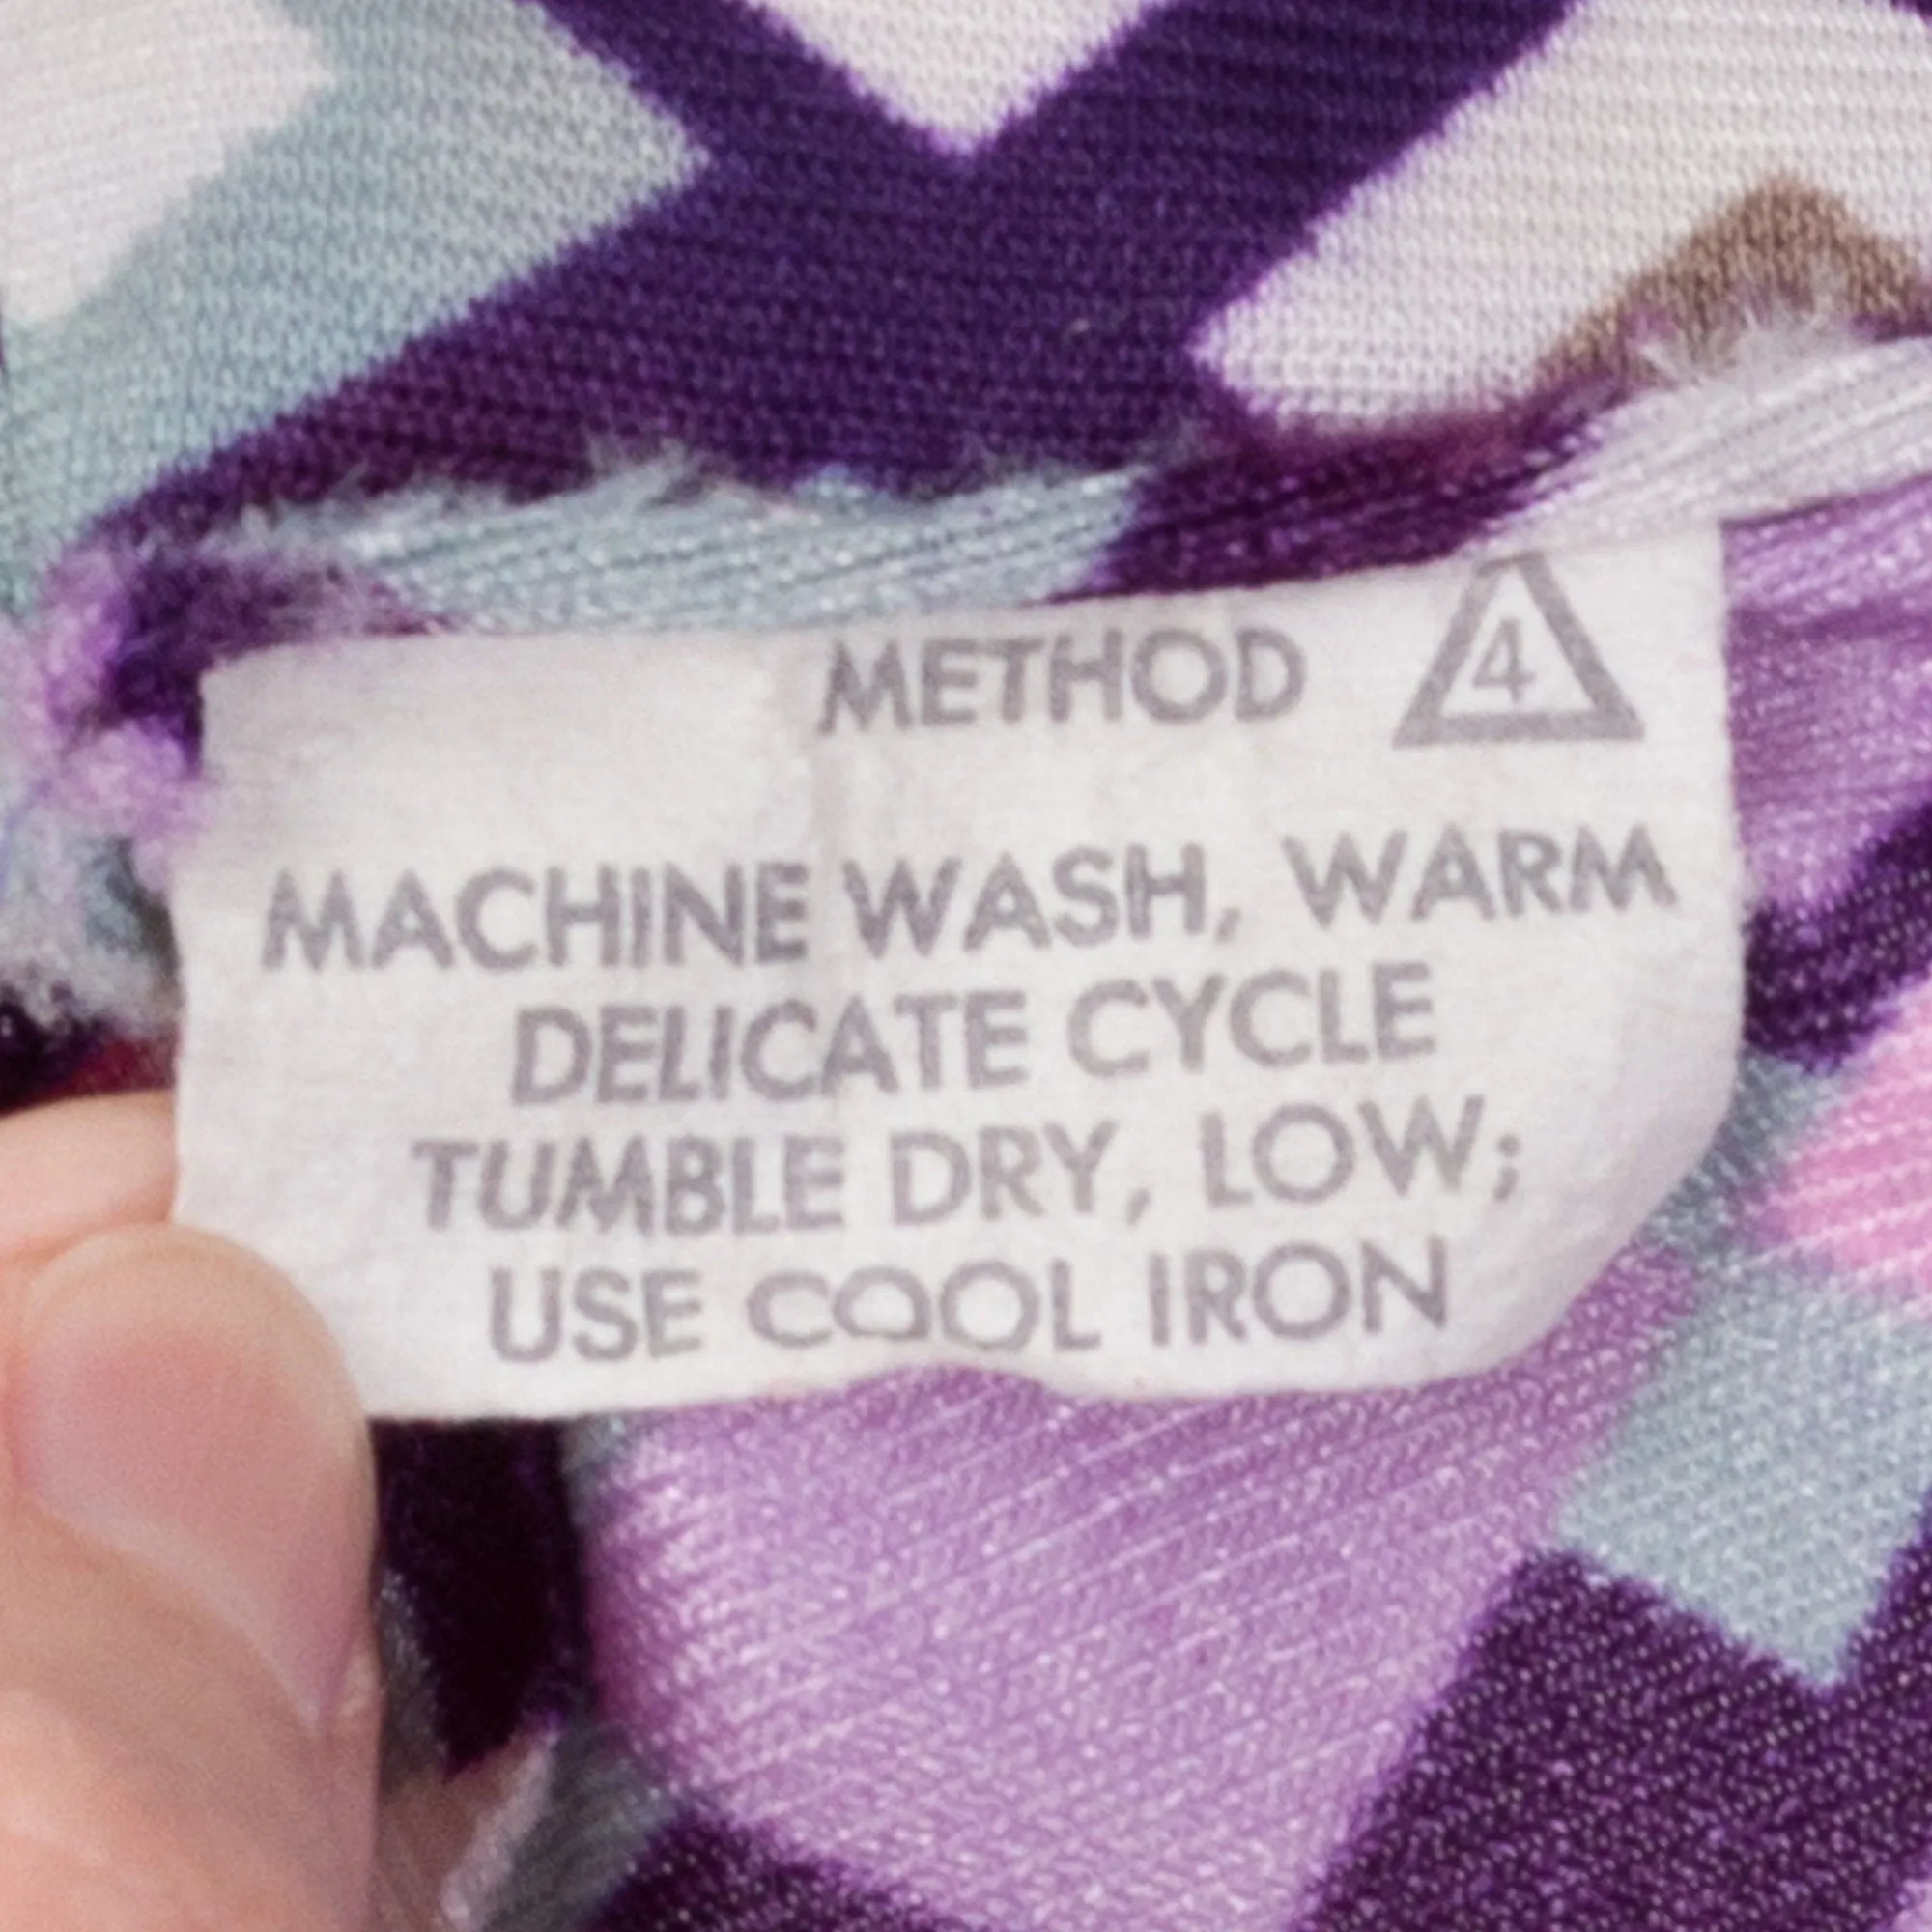 METHOD 4
MACHINE WASH, WARM
DELICATE CYCLE
TUMBLE DRY, LOW;
USE COOL IRON